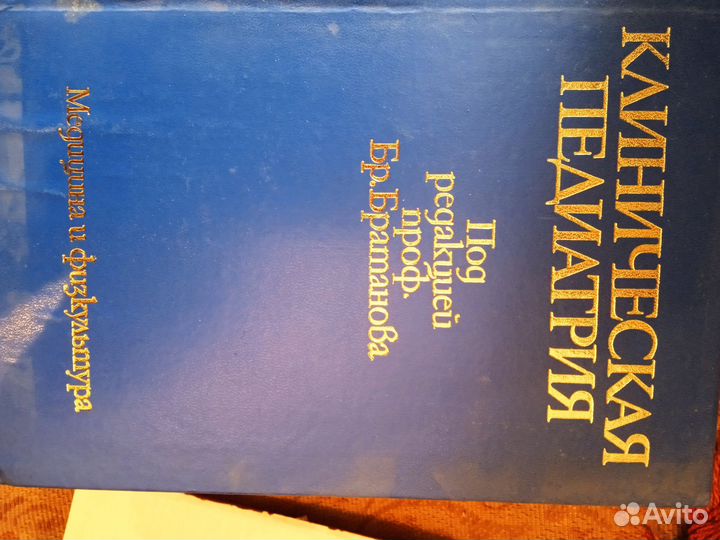 КЛИНИЧЕСКАЯ
ПЕДИАТРИЯ
Под
редакцией
проф.
Бр.Братанова
Медицина и физкультура
Avito